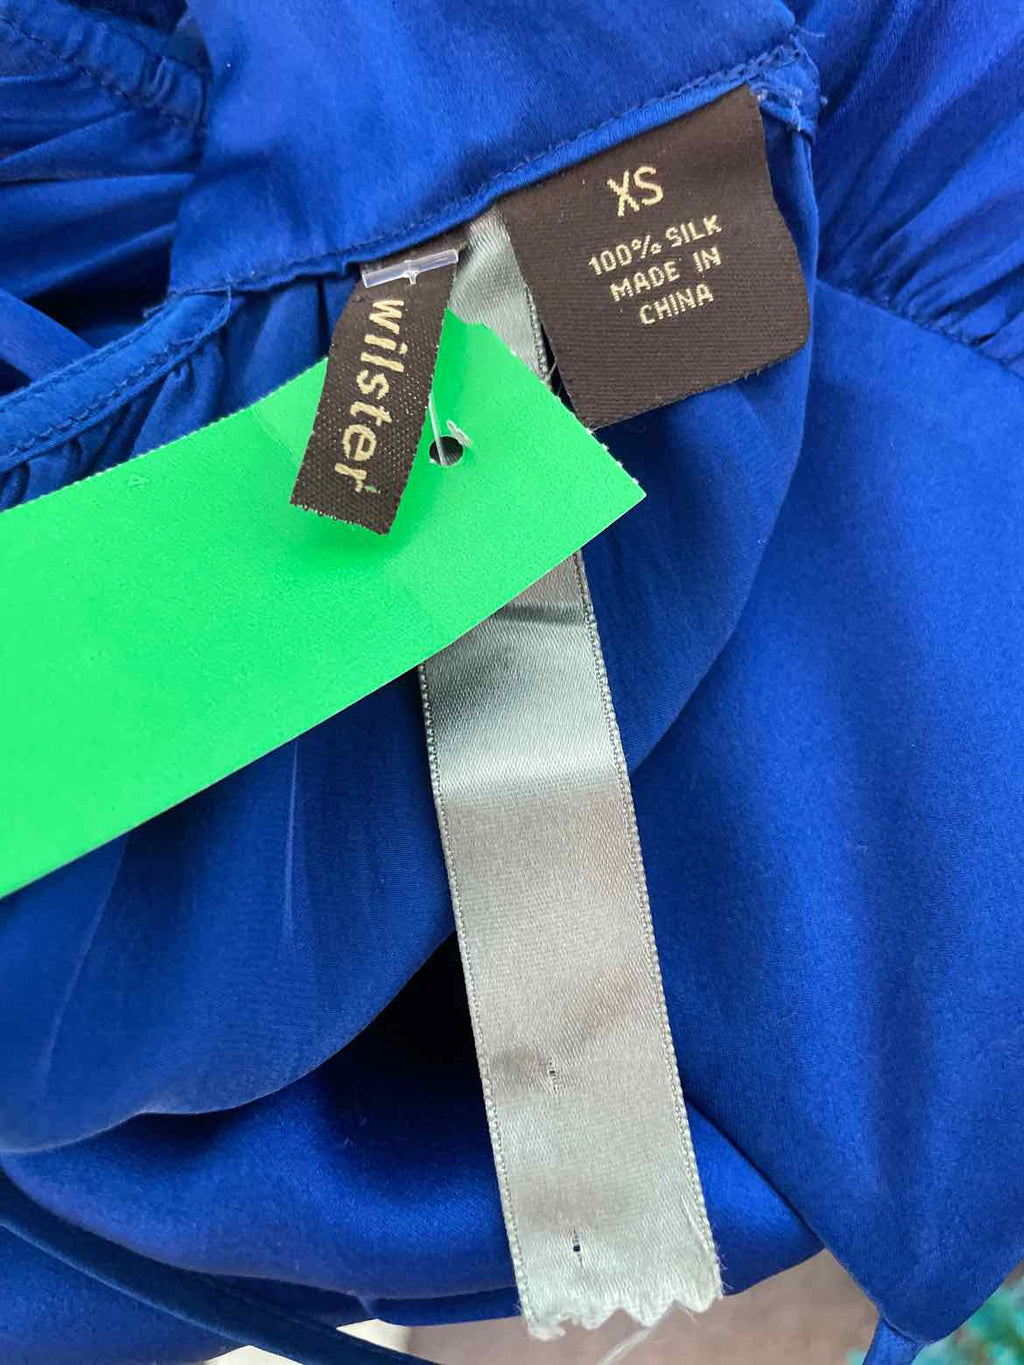 XS
100% SILK
MADE IN
CHINA
wilster